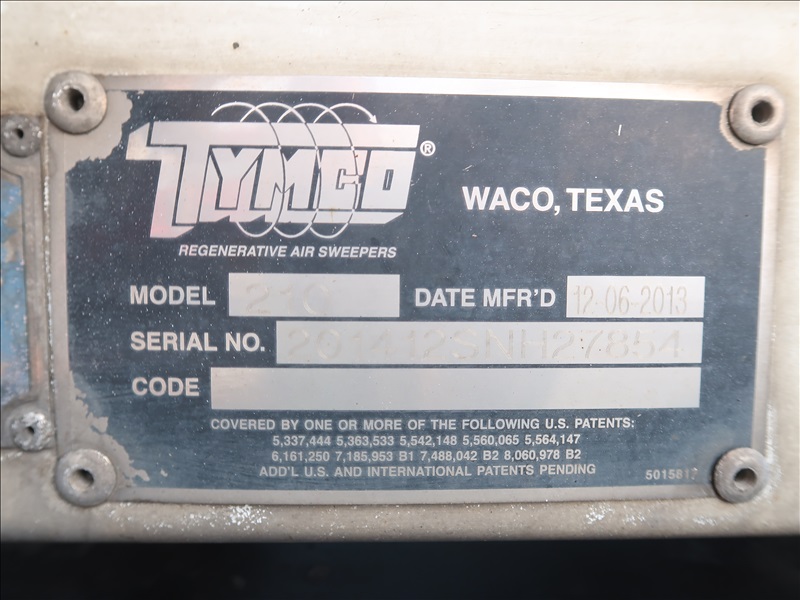 TYMCO®
REGENERATIVE AIR SWEEPERS
WACO, TEXAS
MODEL 210 DATE MFR'D 12-06-2013
SERIAL NO.
CODE
COVERED BY ONE OR MORE OF THE FOLLOWING U.S. PATENTS:
5,337,444 5,363,533 5,542,148 5,560,065 5,564,147
6,161,250 7,185,953 B1 7,488,042 B2 8,060,978 B2
ADD'L U.S. AND INTERNATIONAL PATENTS PENDING